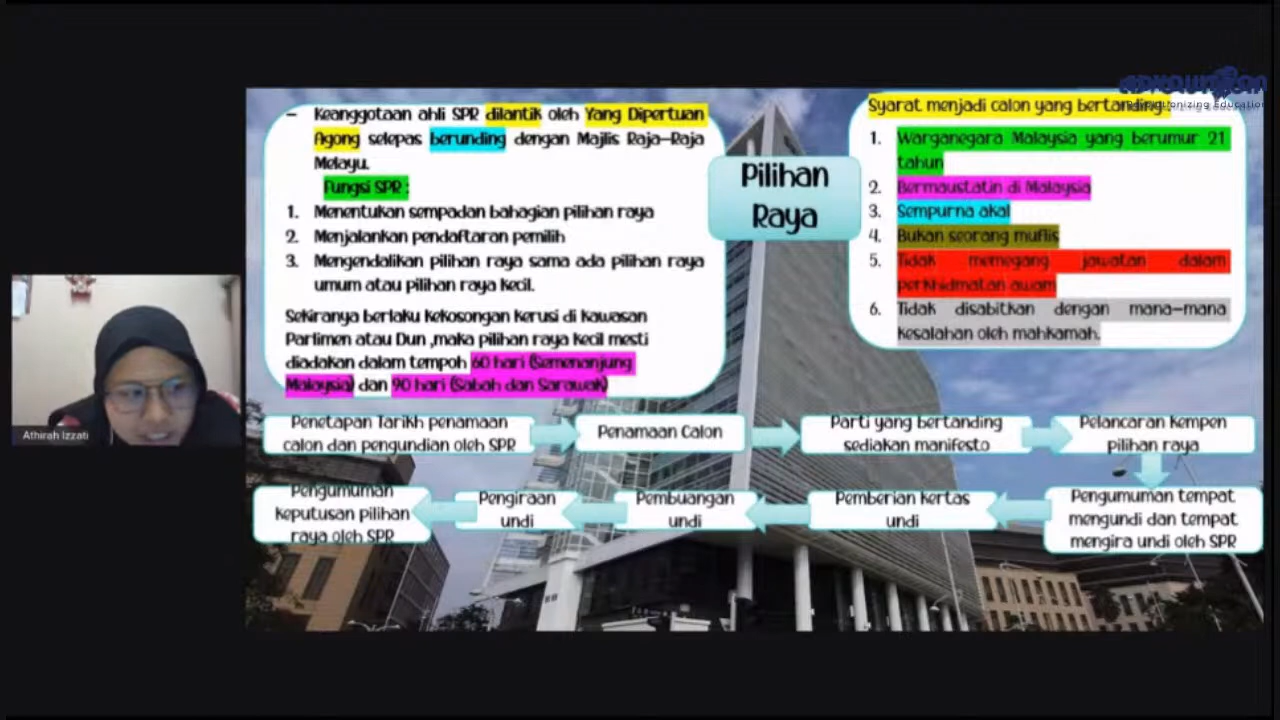 - Keanggotaan ahli SPR dilantik oleh Yang Dipertuan
Agong selepas berunding dengan Majlis Raja-Raja
Melayu.
Fungsi SPR :
1. Menentukan sempadan bahagian pilihan raya
2. Menjalankan pendaftaran pemilih
3. Mengendalikan pilihan raya sama ada pilihan raya
umum atau pilihan raya kecil.
Sekiranya berlaku kekosongan kerusi di kawasan
Parlimen atau Dun ,maka pilihan raya kecil mesti
diadakan dalam tempoh 60 hari (Semenanjung
Malaysia) dan 90 hari (Sabah dan Sarawak)
Pilihan
Raya
Syarat menjadi calon yang bertanding:
1. Warganegara Malaysia yang berumur 21
tahun
2. Bermaustatin di Malaysia
3. Sempurna akal
4. Bukan seorang muflis
5. Tidak memegang jawatan dalam
perkhidmatan awam
6. Tidak disabitkan dengan mana-mana
kesalahan oleh mahkamah.
Penetapan Tarikh penamaan
calon dan pengundian oleh SPR
Penamaan Calon
Parti yang bertanding
sediakan manifesto
Pelancaran kempen
pilihan raya
Pengumuman tempat
mengundi dan tempat
mengira undi oleh SPR
Pemberian kertas
undi
Pembuangan
undi
Pengiraan
undi
Pengumuman
keputusan pilihan
raya oleh SPR
Athirah Izzati